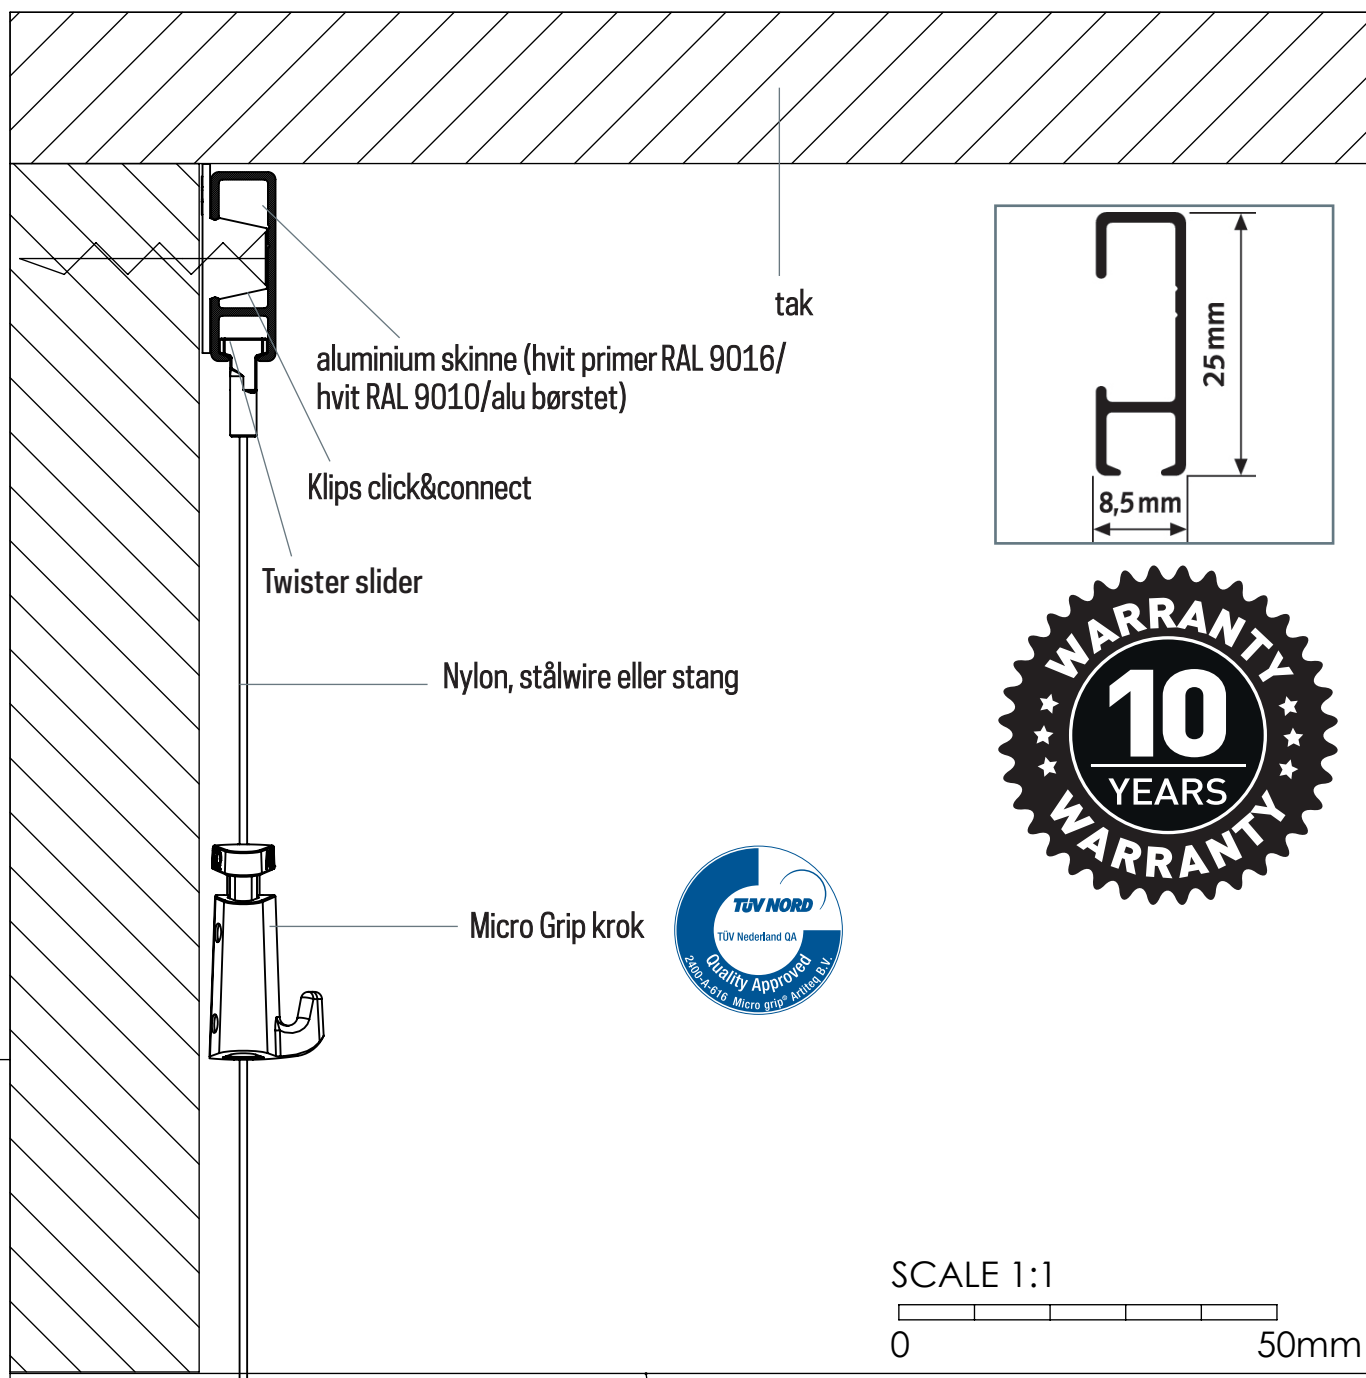 tak
aluminium skinne (hvit primer RAL 9016/
hvit RAL 9010/alu børstet)
Klips click&connect
Twister slider
Nylon, stålwire eller stang
Micro Grip krok
25 mm
8,5 mm
WARRANTY
10
YEARS
WARRANTY
TÜV NORD
TÜV Nederland QA
Quality Approved
2400-A-616 Micro grip® Artiteq B.V.
SCALE 1:1
0 50mm